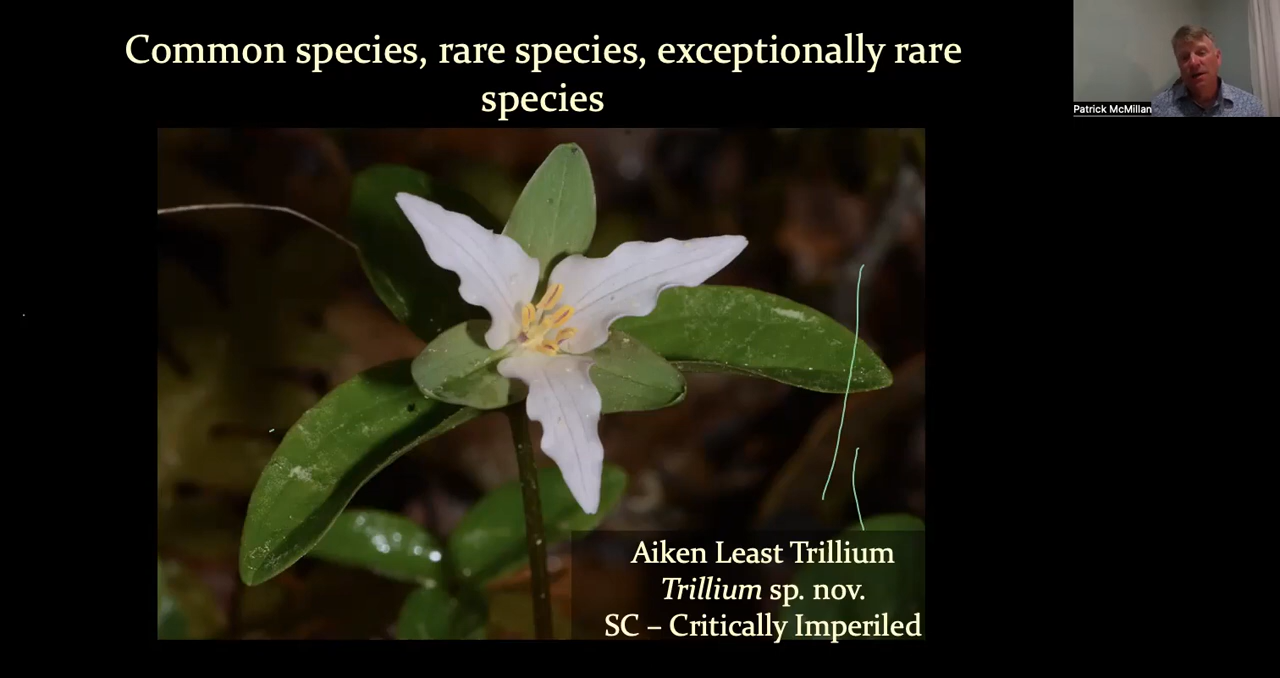 Common species, rare species, exceptionally rare
species
Patrick McMillan
Aiken Least Trillium
Trillium sp. nov.
SC – Critically Imperiled